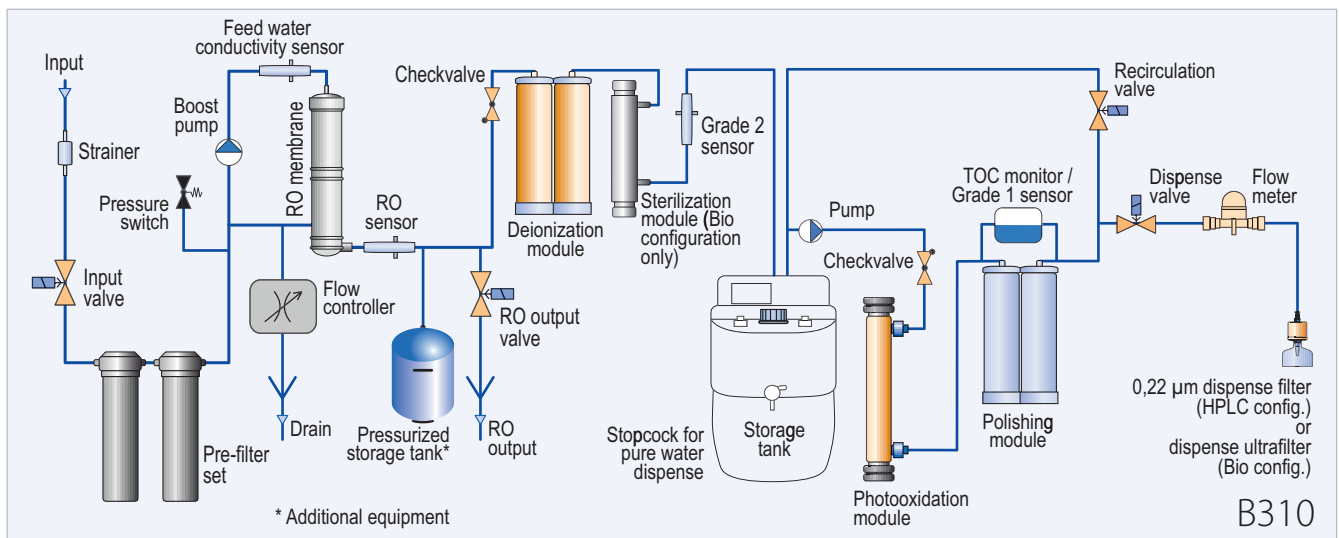 Feed water
conductivity sensor
Input
Checkvalve
Recirculation
valve
Boost
pump
RO membrane
Strainer
Grade 2
sensor
TOC monitor /
Grade 1 sensor
Dispense
valve
Flow
meter
Pressure
switch
RO
sensor
Deionization
module
Sterilization
module (Bio
configuration
only)
Pump
Checkvalve
Input
valve
Flow
controller
RO output
valve
0,22 µm dispense filter
(HPLC config.)
or
dispense ultrafilter
(Bio config.)
Drain
Pressurized
storage tank*
RO
output
Stopcock for
pure water
dispense
Storage
tank
Polishing
module
Pre-filter
set
Photooxidation
module
* Additional equipment
B310